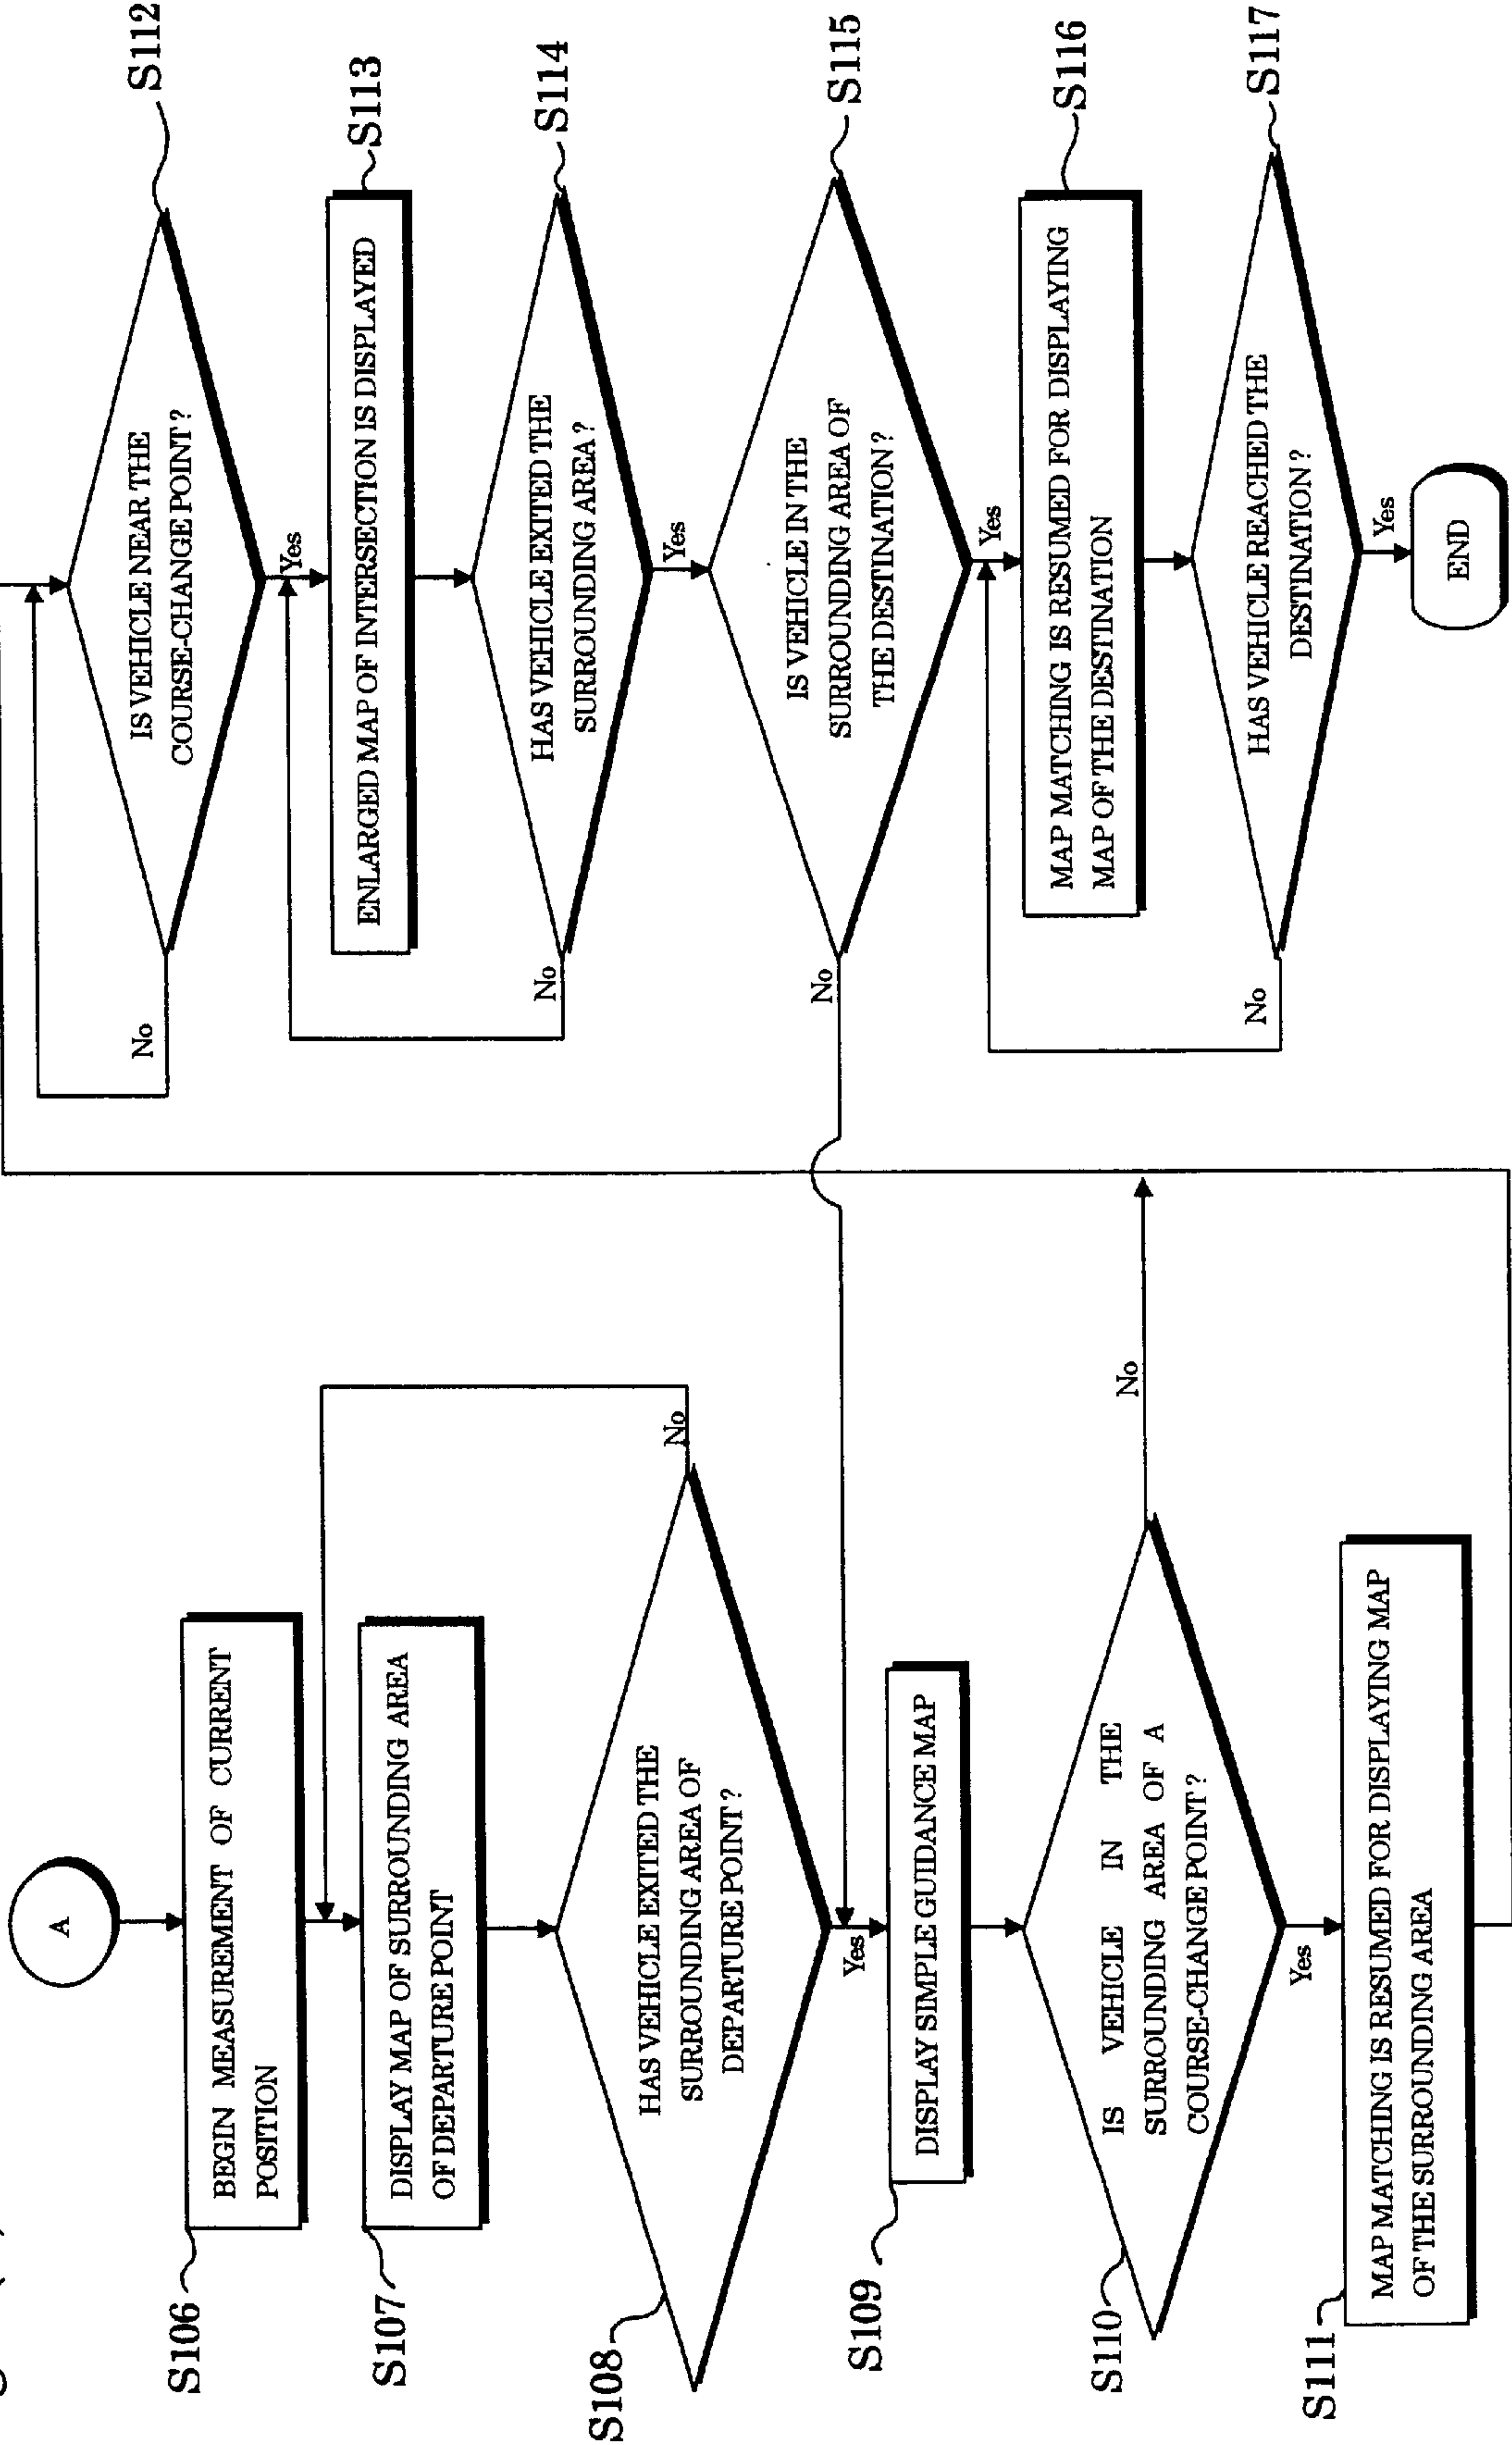 A
BEGIN MEASUREMENT OF CURRENT
POSITION
S106
DISPLAY MAP OF SURROUNDING AREA
OF DEPARTURE POINT
S107
HAS VEHICLE EXITED THE
SURROUNDING AREA OF
DEPARTURE POINT?
S108
No
Yes
DISPLAY SIMPLE GUIDANCE MAP
S109
IS VEHICLE IN THE
SURROUNDING AREA OF A
COURSE-CHANGE POINT?
S110
No
Yes
MAP MATCHING IS RESUMED FOR DISPLAYING MAP
OF THE SURROUNDING AREA
S111
IS VEHICLE NEAR THE
COURSE-CHANGE POINT?
S112
No
Yes
ENLARGED MAP OF INTERSECTION IS DISPLAYED
S113
HAS VEHICLE EXITED THE
SURROUNDING AREA?
S114
No
Yes
IS VEHICLE IN THE
SURROUNDING AREA OF
THE DESTINATION?
S115
No
Yes
MAP MATCHING IS RESUMED FOR DISPLAYING
MAP OF THE DESTINATION
S116
HAS VEHICLE REACHED THE
DESTINATION?
S117
No
Yes
END